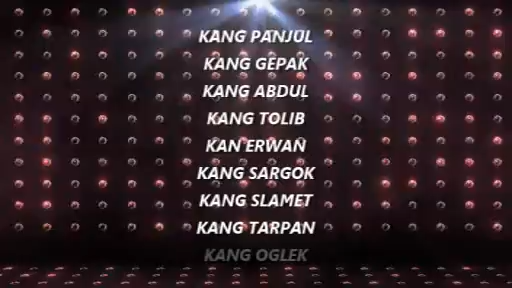 KANG PANJUL
KANG GEPAK
KANG ABDUL
KANG TOLIB
KAN ERWAN
KANG SARGOK
KANG SLAMET
KANG TARPAN
KANG OGLEK